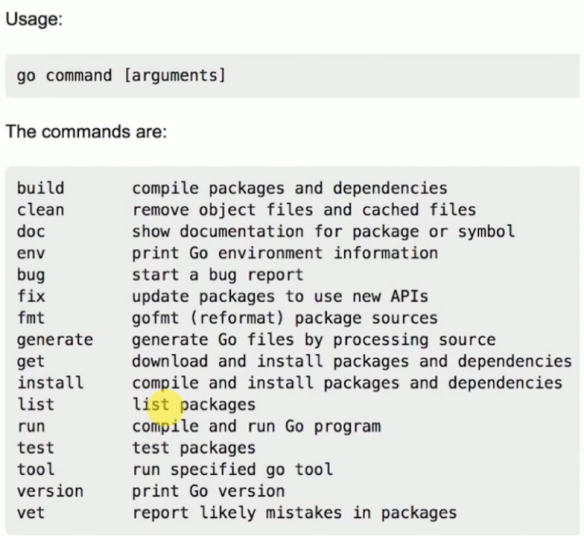 Usage:
go command [arguments]
The commands are:
build compile packages and dependencies
clean remove object files and cached files
doc show documentation for package or symbol
env print Go environment information
bug start a bug report
fix update packages to use new APIs
fmt gofmt (reformat) package sources
generate generate Go files by processing source
get download and install packages and dependencies
install compile and install packages and dependencies
list list packages
run compile and run Go program
test test packages
tool run specified go tool
version print Go version
vet report likely mistakes in packages